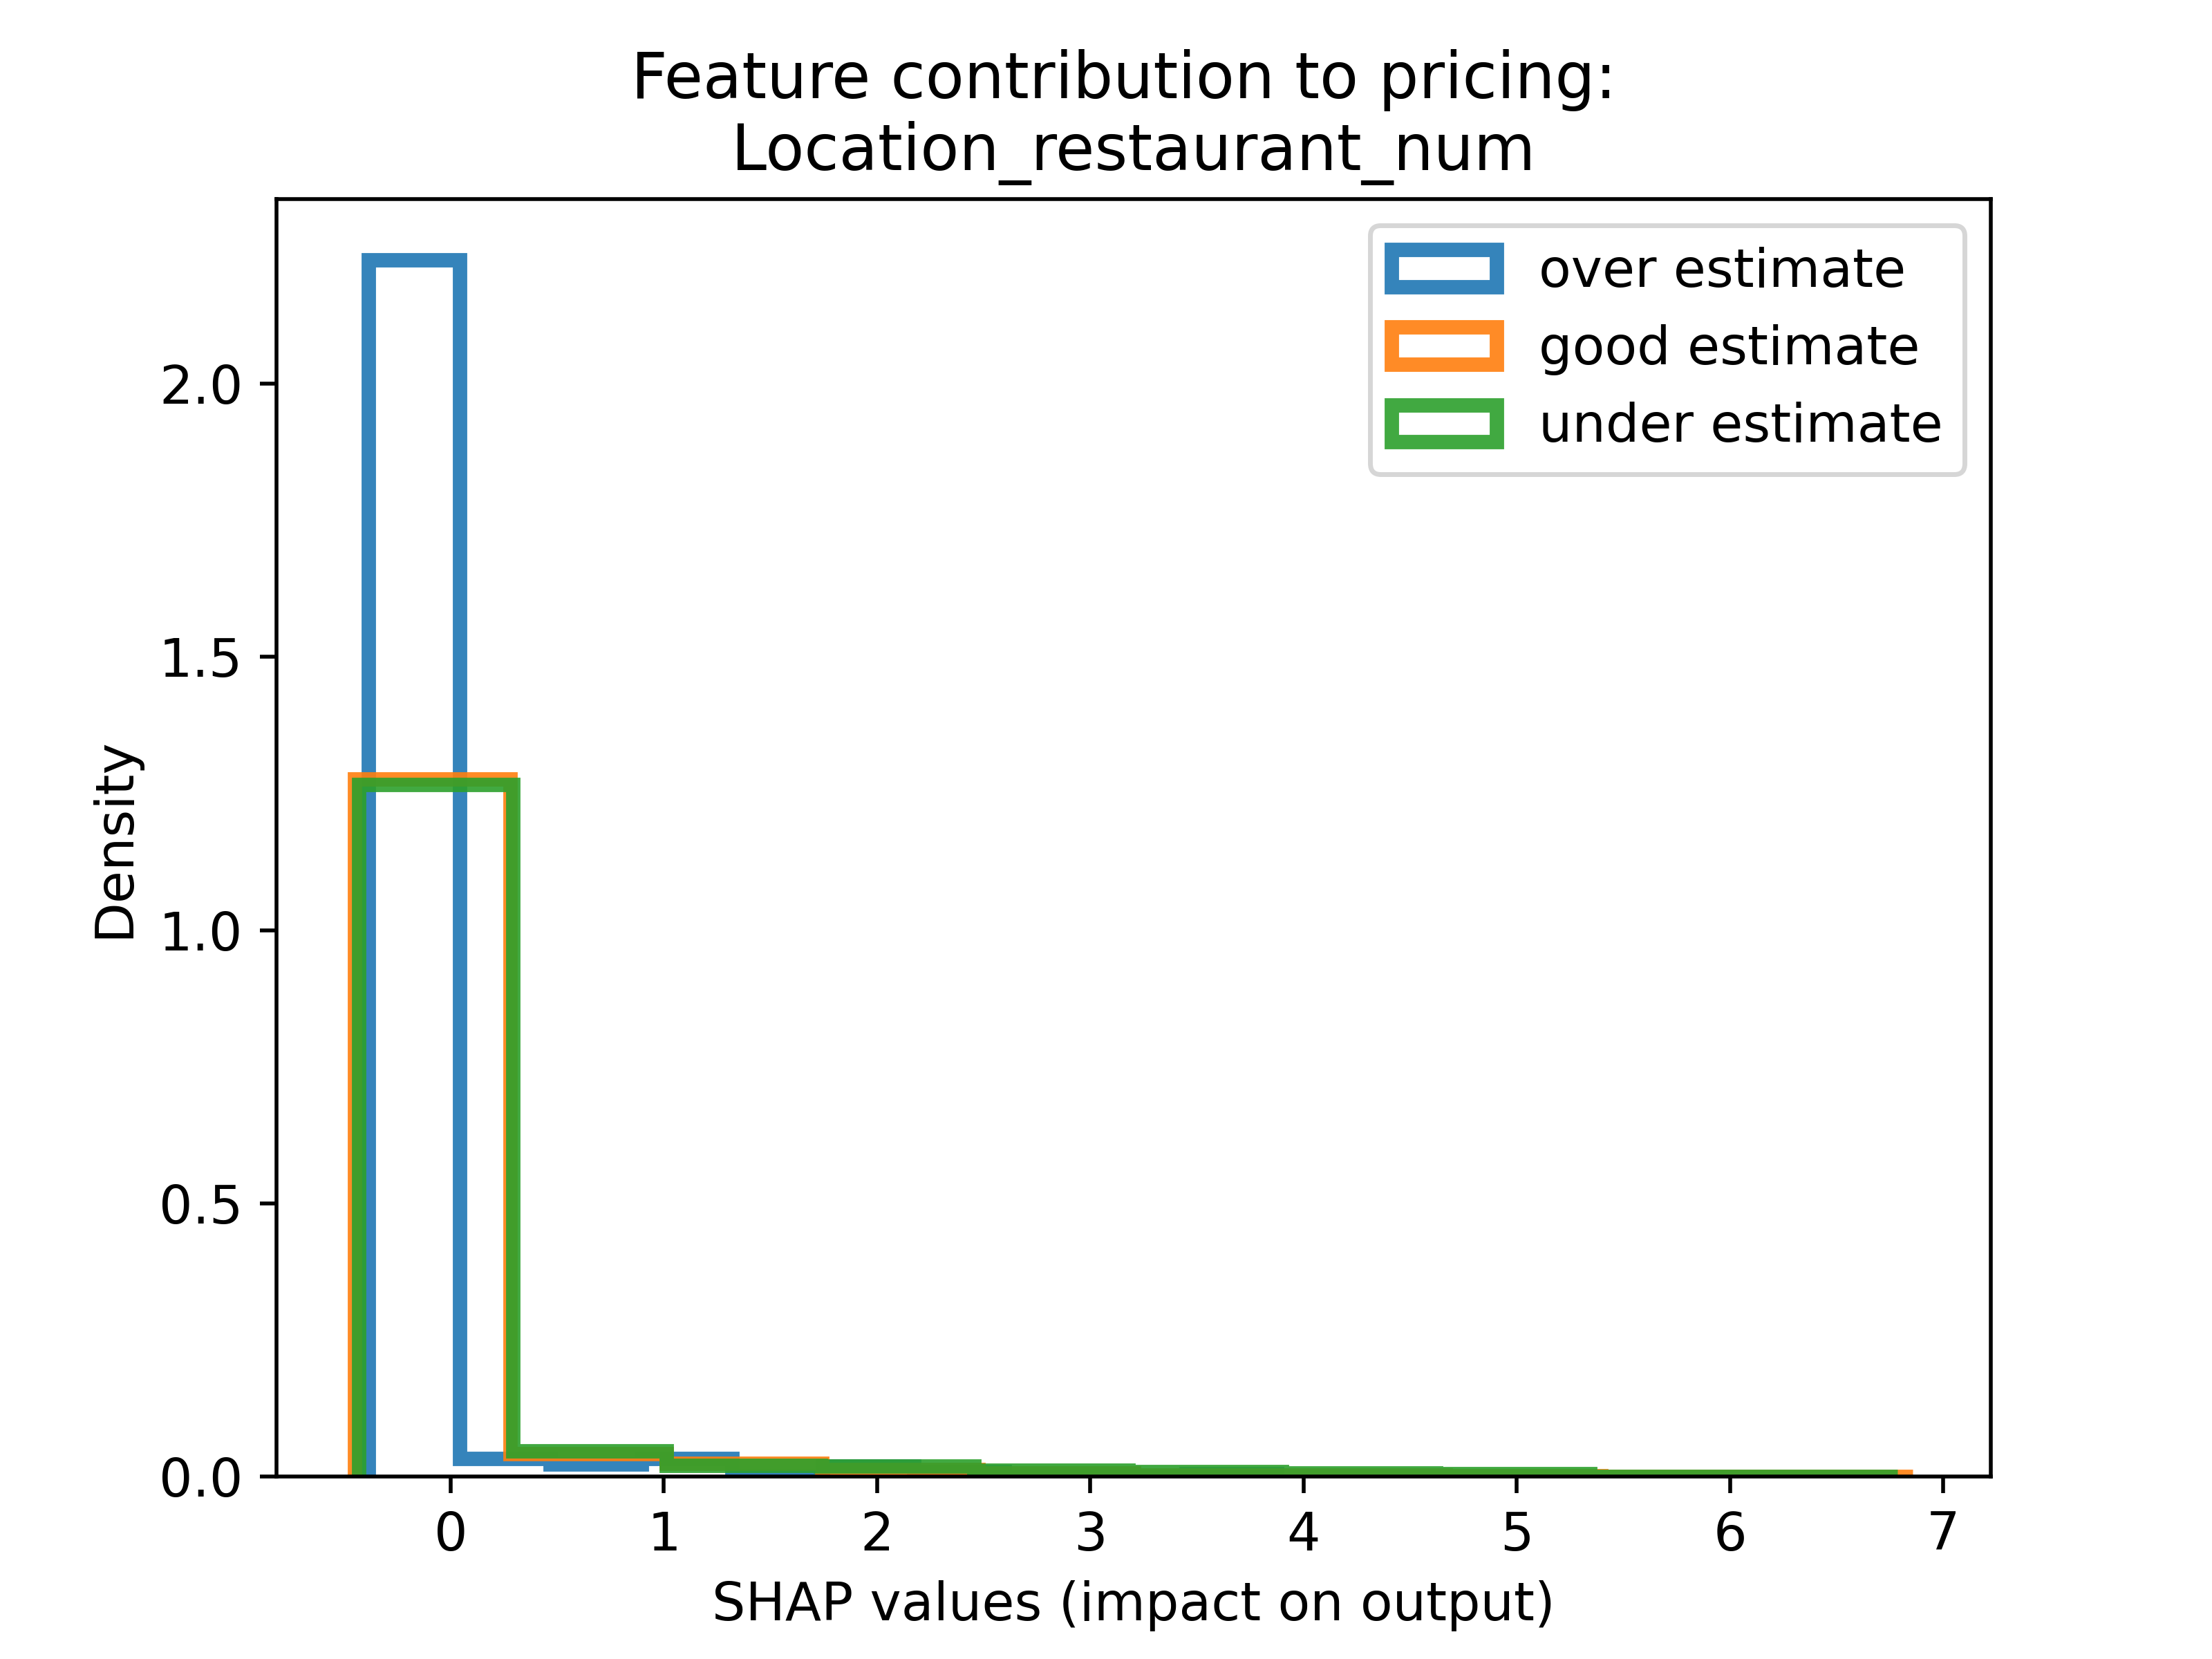 Feature contribution to pricing:
Location_restaurant_num
over estimate
good estimate
under estimate
Density
2.0
1.5
1.0
0.5
0.0
0 1 2 3 4 5 6 7
SHAP values (impact on output)